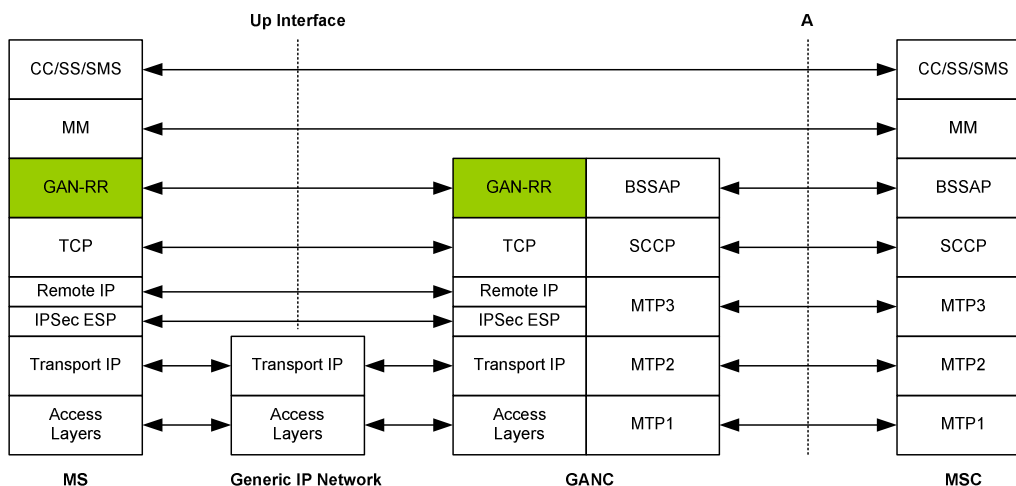 Up Interface A
CC/SS/SMS CC/SS/SMS
MM MM
GAN-RR GAN-RR BSSAP BSSAP
TCP TCP SCCP SCCP
Remote IP Remote IP
MTP3 MTP3
IPSec ESP IPSec ESP
Transport IP Transport IP Transport IP MTP2 MTP2
Access Access Access
Layers Layers Layers
MTP1 MTP1
MS Generic IP Network GANC MSC